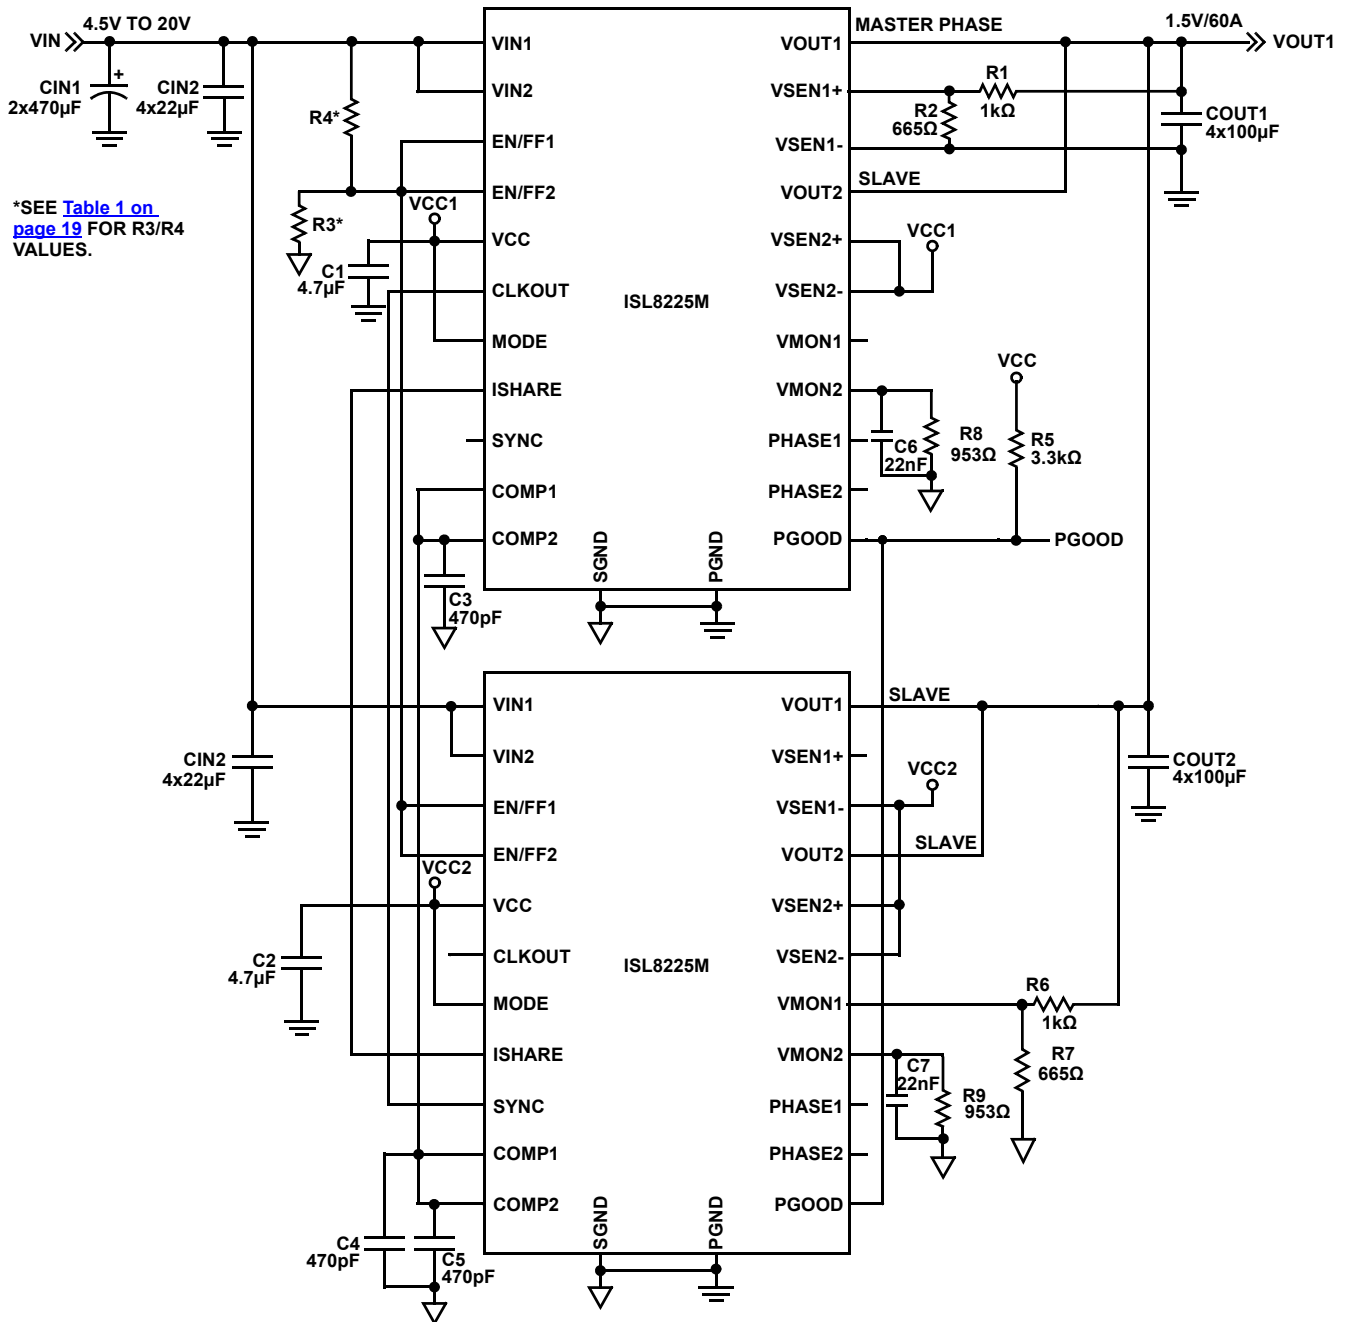 4.5V TO 20V
VIN
CIN1
2x470µF
+
CIN2
4x22µF
R4*
R3*
*SEE Table 1 on
page 19 FOR R3/R4
VALUES.
VCC1
C1
4.7µF
VIN1
VIN2
EN/FF1
EN/FF2
VCC
CLKOUT
MODE
ISHARE
SYNC
COMP1
COMP2
C3
470pF
ISL8225M
SGND
PGND
VOUT1
VSEN1+
VSEN1-
VOUT2
VSEN2+
VSEN2-
VMON1
VMON2
PHASE1
PHASE2
PGOOD
MASTER PHASE
1.5V/60A
VOUT1
R1
1kΩ
R2
665Ω
COUT1
4x100µF
SLAVE
VCC1
VCC
C6
22nF
R8
953Ω
R5
3.3kΩ
PGOOD
CIN2
4x22µF
VCC2
C2
4.7µF
VIN1
VIN2
EN/FF1
EN/FF2
VCC
CLKOUT
MODE
ISHARE
SYNC
COMP1
COMP2
C4
470pF
C5
470pF
ISL8225M
SGND
PGND
VOUT1
VSEN1+
VSEN1-
VOUT2
VSEN2+
VSEN2-
VMON1
VMON2
PHASE1
PHASE2
PGOOD
SLAVE
VCC2
SLAVE
COUT2
4x100µF
R6
1kΩ
R7
665Ω
C7
22nF
R9
953Ω